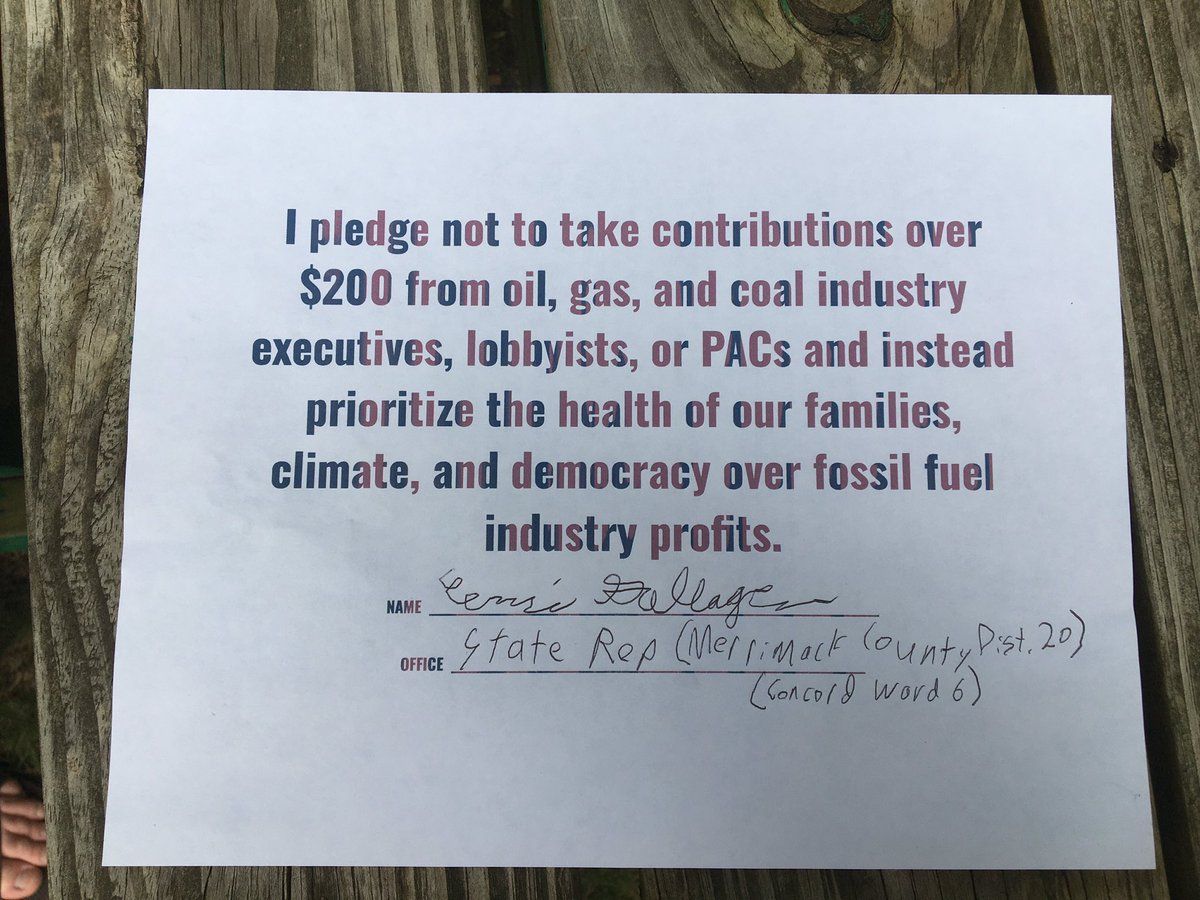 I pledge not to take contributions over
$200 from oil, gas, and coal industry
executives, lobbyists, or PACs and instead
prioritize the health of our families,
climate, and democracy over fossil fuel
industry profits.
NAME Gallager
OFFICE State Rep (Merrimack County Dist. 20)
(Concord Ward 6)